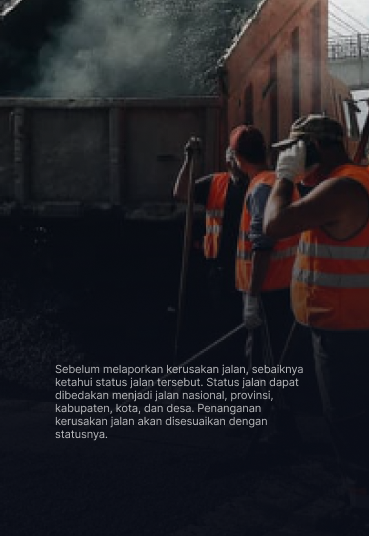 Sebelum melaporkan kerusakan jalan, sebaiknya
ketahui status jalan tersebut. Status jalan dapat
dibedakan menjadi jalan nasional, provinsi,
kabupaten, kota, dan desa. Penanganan
kerusakan jalan akan disesuaikan dengan
statusnya.